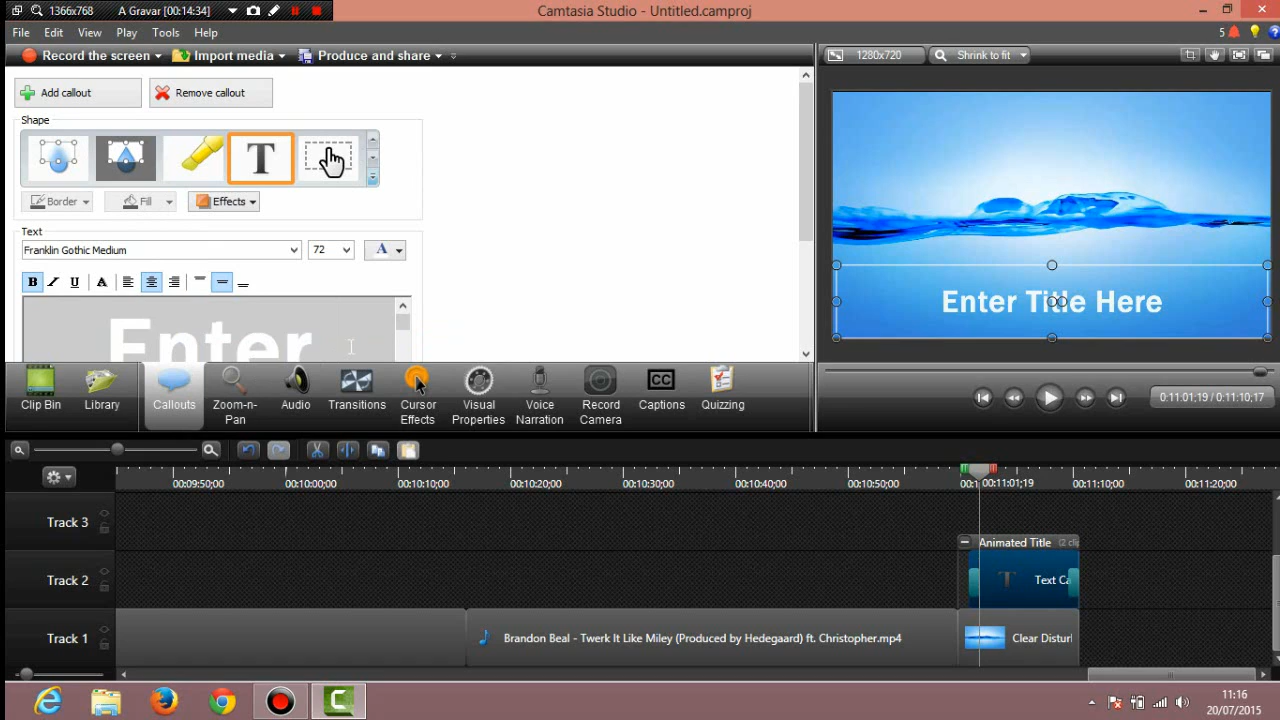 1366x768 A Gravar [00:14:34] Camtasia Studio - Untitled.camproj
File Edit View Play Tools Help 5
Record the screen Import media Produce and share 1280x720 Shrink to fit
Add callout Remove callout
Shape
T
Border Fill Effects
Text
Franklin Gothic Medium 72 A
B I U A
Enter
Enter Title Here
Clip Bin Library Callouts Zoom-n-Pan Audio Transitions Cursor Effects Visual Properties Voice Narration Record Camera CC Captions Quizzing
0:11:01;19 / 0:11:10;17
00:09:50;00 00:10:00;00 00:10:10;00 00:10:20;00 00:10:30;00 00:10:40;00 00:10:50;00 00:1 00:11:01;19 00:11:10;00 00:11:20;00
Track 3
Animated Title (2 clip
Track 2 T Text Ca
Track 1 Brandon Beal - Twerk It Like Miley (Produced by Hedegaard) ft. Christopher.mp4 Clear Disturl
11:16
20/07/2015